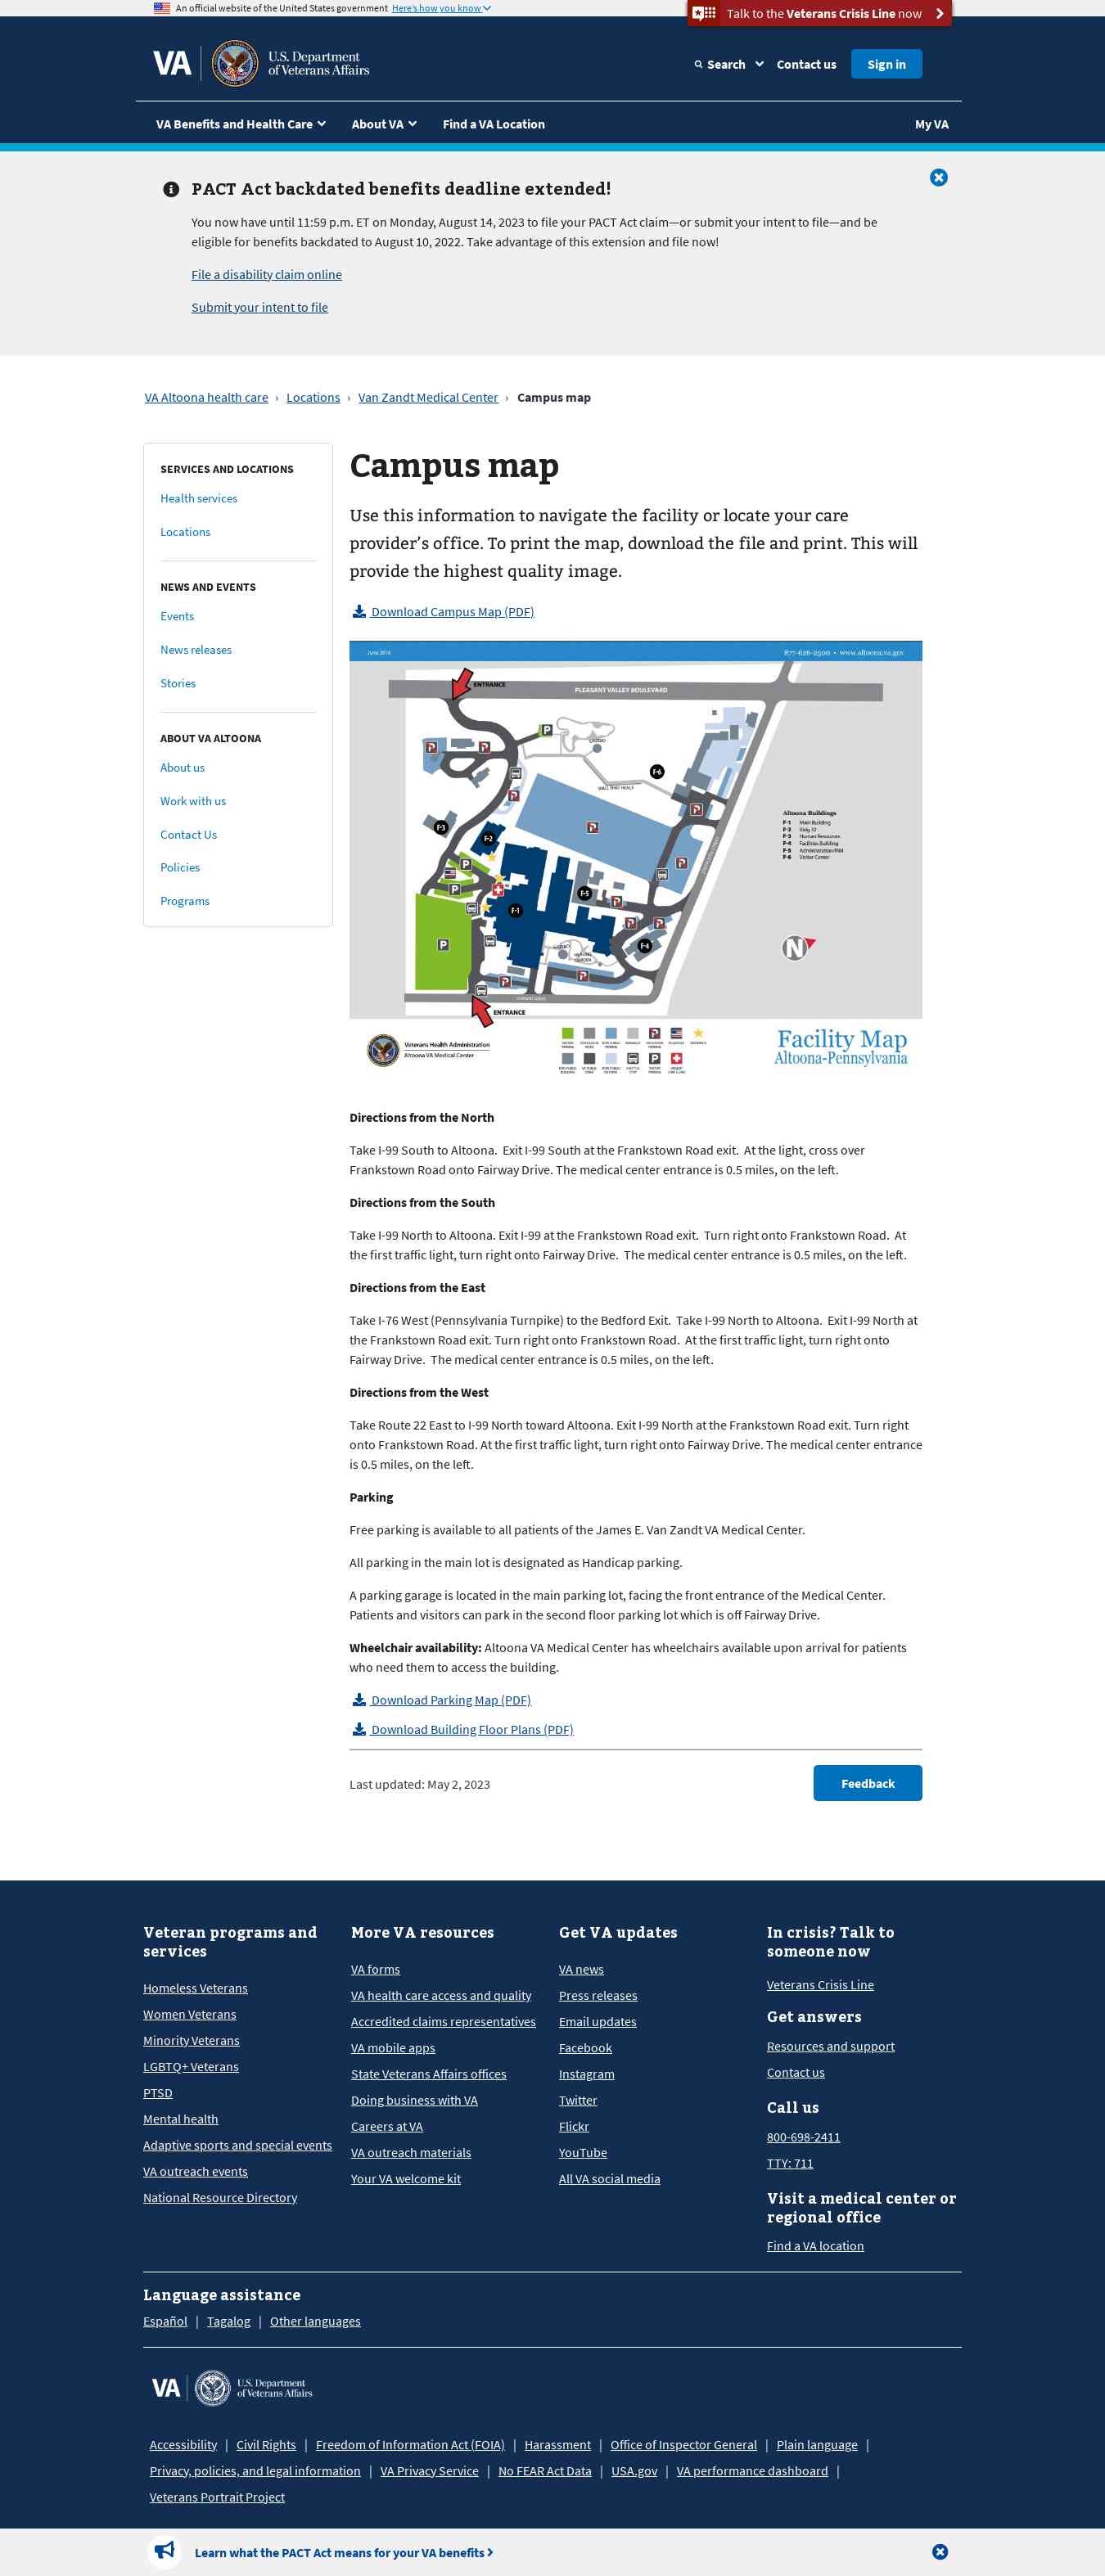 An official website of the United States government Here's how you know
Talk to the Veterans Crisis Line now
VA
U.S. Department
of Veterans Affairs
Search
Contact us
Sign in
VA Benefits and Health Care
About VA
Find a VA Location
My VA
PACT Act backdated benefits deadline extended!
You now have until 11:59 p.m. ET on Monday, August 14, 2023 to file your PACT Act claim—or submit your intent to file—and be
eligible for benefits backdated to August 10, 2022. Take advantage of this extension and file now!
File a disability claim online
Submit your intent to file
VA Altoona health care › Locations › Van Zandt Medical Center › Campus map
SERVICES AND LOCATIONS
Health services
Locations
NEWS AND EVENTS
Events
News releases
Stories
ABOUT VA ALTOONA
About us
Work with us
Contact Us
Policies
Programs
Campus map
Use this information to navigate the facility or locate your care
provider’s office. To print the map, download the file and print. This will
provide the highest quality image.
Download Campus Map (PDF)
877-626-2500 • www.altoona.va.gov
ENTRANCE
PLEASANT VALLEY BOULEVARD
F-6
F-3
F-2
F-5
F-1
F-4
Altoona Buildings
F-1 Main Building
F-2 Bldg 32
F-3 Human Resources
F-4 Facilities Building
F-5
F-6 Visitor Center
N
ENTRANCE
Veterans Health Administration
Altoona VA Medical Center
Facility Map
Altoona-Pennsylvania
Directions from the North
Take I-99 South to Altoona.  Exit I-99 South at the Frankstown Road exit.  At the light, cross over
Frankstown Road onto Fairway Drive. The medical center entrance is 0.5 miles, on the left.
Directions from the South
Take I-99 North to Altoona. Exit I-99 at the Frankstown Road exit.  Turn right onto Frankstown Road.  At
the first traffic light, turn right onto Fairway Drive.  The medical center entrance is 0.5 miles, on the left.
Directions from the East
Take I-76 West (Pennsylvania Turnpike) to the Bedford Exit.  Take I-99 North to Altoona.  Exit I-99 North at
the Frankstown Road exit. Turn right onto Frankstown Road.  At the first traffic light, turn right onto
Fairway Drive.  The medical center entrance is 0.5 miles, on the left.
Directions from the West
Take Route 22 East to I-99 North toward Altoona. Exit I-99 North at the Frankstown Road exit. Turn right
onto Frankstown Road. At the first traffic light, turn right onto Fairway Drive. The medical center entrance
is 0.5 miles, on the left.
Parking
Free parking is available to all patients of the James E. Van Zandt VA Medical Center.
All parking in the main lot is designated as Handicap parking.
A parking garage is located in the main parking lot, facing the front entrance of the Medical Center.
Patients and visitors can park in the second floor parking lot which is off Fairway Drive.
Wheelchair availability: Altoona VA Medical Center has wheelchairs available upon arrival for patients
who need them to access the building.
Download Parking Map (PDF)
Download Building Floor Plans (PDF)
Last updated: May 2, 2023
Feedback
Veteran programs and
services
Homeless Veterans
Women Veterans
Minority Veterans
LGBTQ+ Veterans
PTSD
Mental health
Adaptive sports and special events
VA outreach events
National Resource Directory
More VA resources
VA forms
VA health care access and quality
Accredited claims representatives
VA mobile apps
State Veterans Affairs offices
Doing business with VA
Careers at VA
VA outreach materials
Your VA welcome kit
Get VA updates
VA news
Press releases
Email updates
Facebook
Instagram
Twitter
Flickr
YouTube
All VA social media
In crisis? Talk to
someone now
Veterans Crisis Line
Get answers
Resources and support
Contact us
Call us
800-698-2411
TTY: 711
Visit a medical center or
regional office
Find a VA location
Language assistance
Español | Tagalog | Other languages
VA
U.S. Department
of Veterans Affairs
Accessibility | Civil Rights | Freedom of Information Act (FOIA) | Harassment | Office of Inspector General | Plain language |
Privacy, policies, and legal information | VA Privacy Service | No FEAR Act Data | USA.gov | VA performance dashboard |
Veterans Portrait Project
Learn what the PACT Act means for your VA benefits